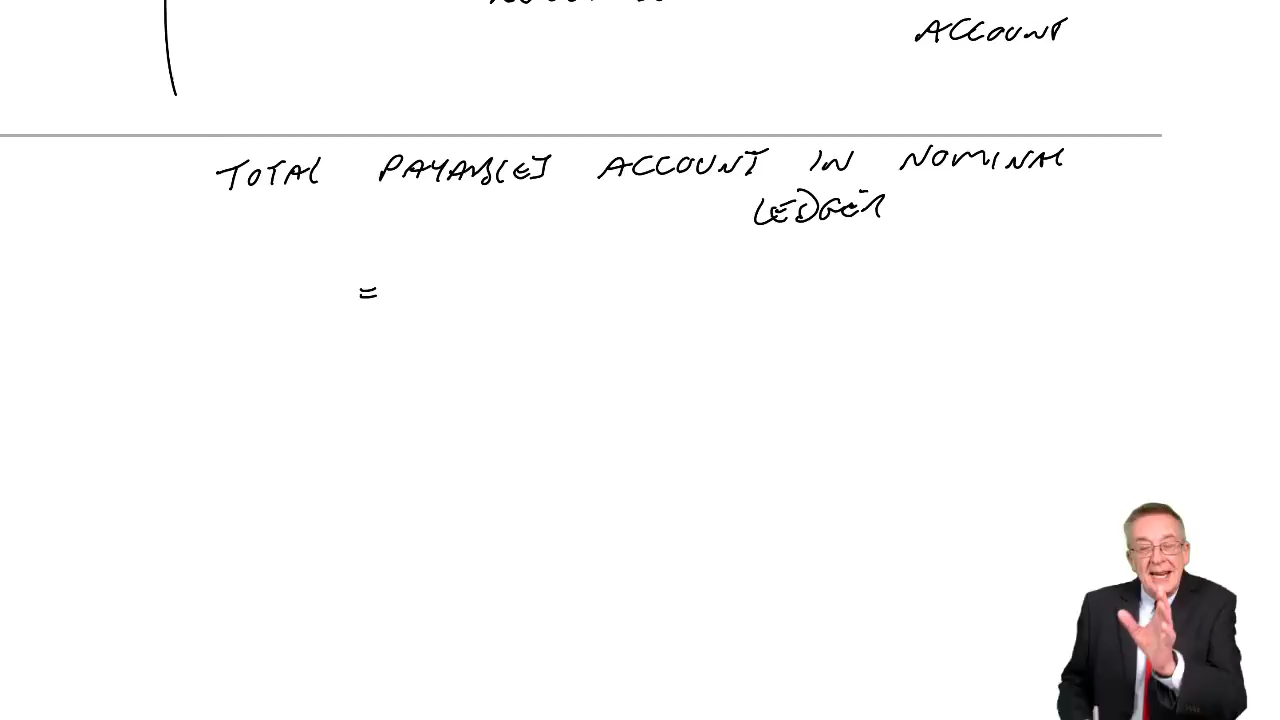 ACCOUNT
TOTAL PAYABLES ACCOUNT IN NOMINAL
LEDGER
=